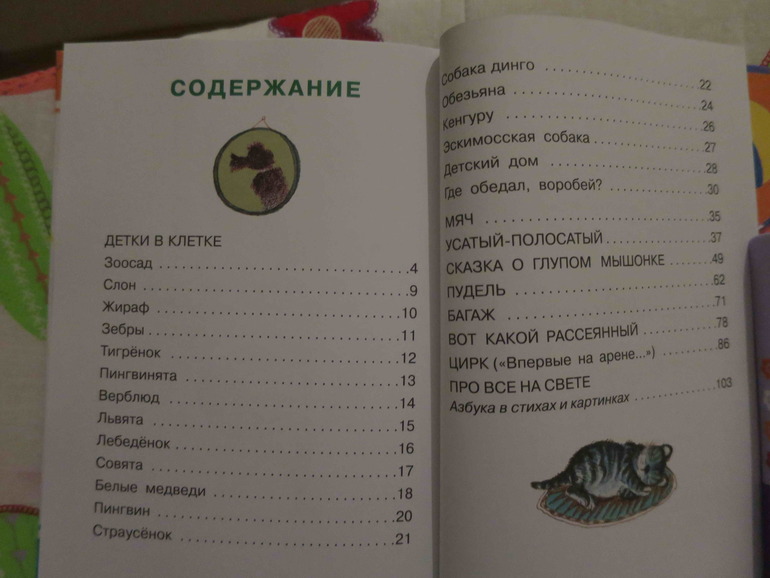 СОДЕРЖАНИЕ
ДЕТКИ В КЛЕТКЕ
Зоосад ................................ 4
Слон ................................ 9
Жираф ................................ 10
Зебры ................................ 11
Тигрёнок ................................ 12
Пингвинята ................................ 13
Верблюд ................................ 14
Львята ................................ 15
Лебедёнок ................................ 16
Совята ................................ 17
Белые медведи ................................ 18
Пингвин ................................ 20
Страусёнок ................................ 21
Собака динго ................................ 22
Обезьяна ................................ 24
Кенгуру ................................ 26
Эскимосская собака ................................ 27
Детский дом ................................ 28
Где обедал, воробей? ................................ 30
МЯЧ ................................ 35
УСАТЫЙ-ПОЛОСАТЫЙ ................................ 37
СКАЗКА О ГЛУПОМ МЫШОНКЕ ................................ 49
ПУДЕЛЬ ................................ 62
БАГАЖ ................................ 71
ВОТ КАКОЙ РАССЕЯННЫЙ ................................ 78
ЦИРК («Впервые на арене...») ................................ 86
ПРО ВСЕ НА СВЕТЕ
Азбука в стихах и картинках ................................ 103